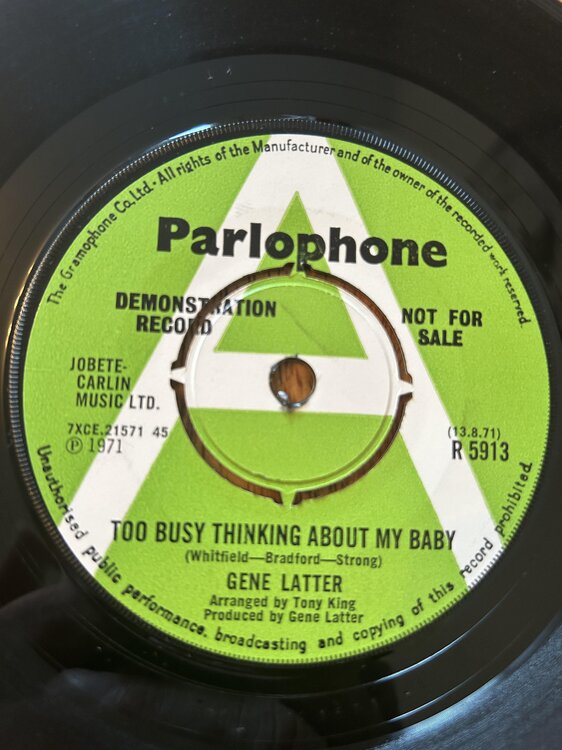 The Gramophone Co. Ltd. - All rights of the Manufacturer and of the owner of the recorded work reserved.
Parlophone
DEMONSTRATION
RECORD
NOT FOR
SALE
JOBETE-
CARLIN
MUSIC LTD.
7XCE.21571 45
Ⓟ 1971
(13.8.71)
R 5913
TOO BUSY THINKING ABOUT MY BABY
(Whitfield—Bradford—Strong)
GENE LATTER
Arranged by Tony King
Produced by Gene Latter
Unauthorised public performance, broadcasting and copying of this record prohibited.